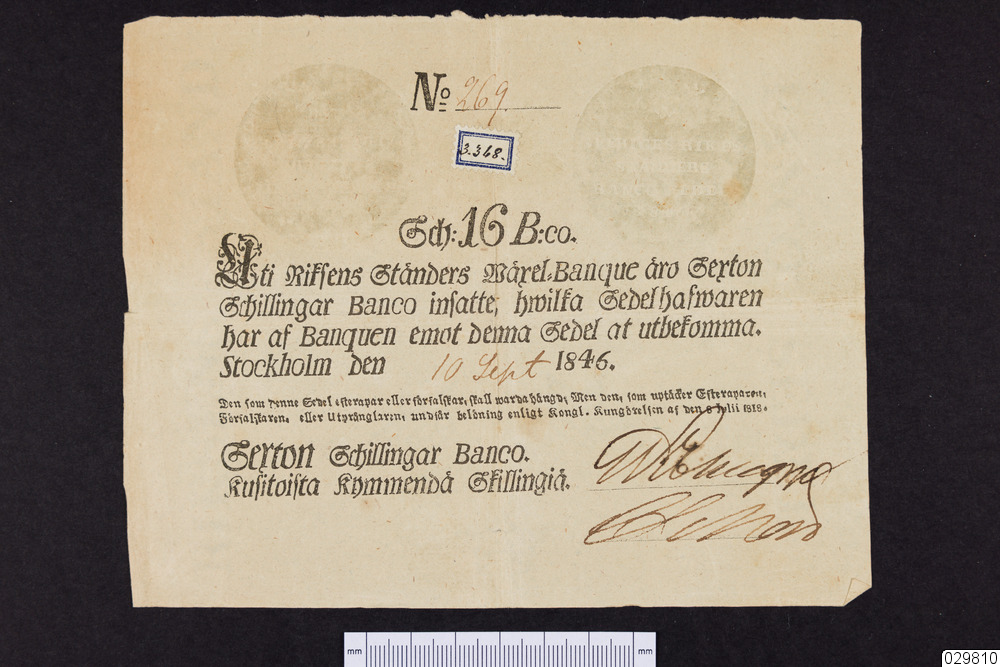 No 269.
3.368.
Sch: 16 B:co.
Uti Riksens Ständers Wäxel-Banque äro Sexton
Schillingar Banco insatte, hwilka Sedelhafwaren
har af Banquen emot denna Sedel at utbekomma.
Stockholm den 10 Sept 1846.
Den som denne Sedel efterapar eller förfalskar, skall warda hängd; Men den, som uptäcker Efteraparen,
Förfalskaren, eller Utprånglaren, undfår belöning enligt Kongl. Kungörelsen af den 8 Julii 1818.
Sexton Schillingar Banco.
Kusitoista Kymmendä Skillingiä.
mm mm
029810